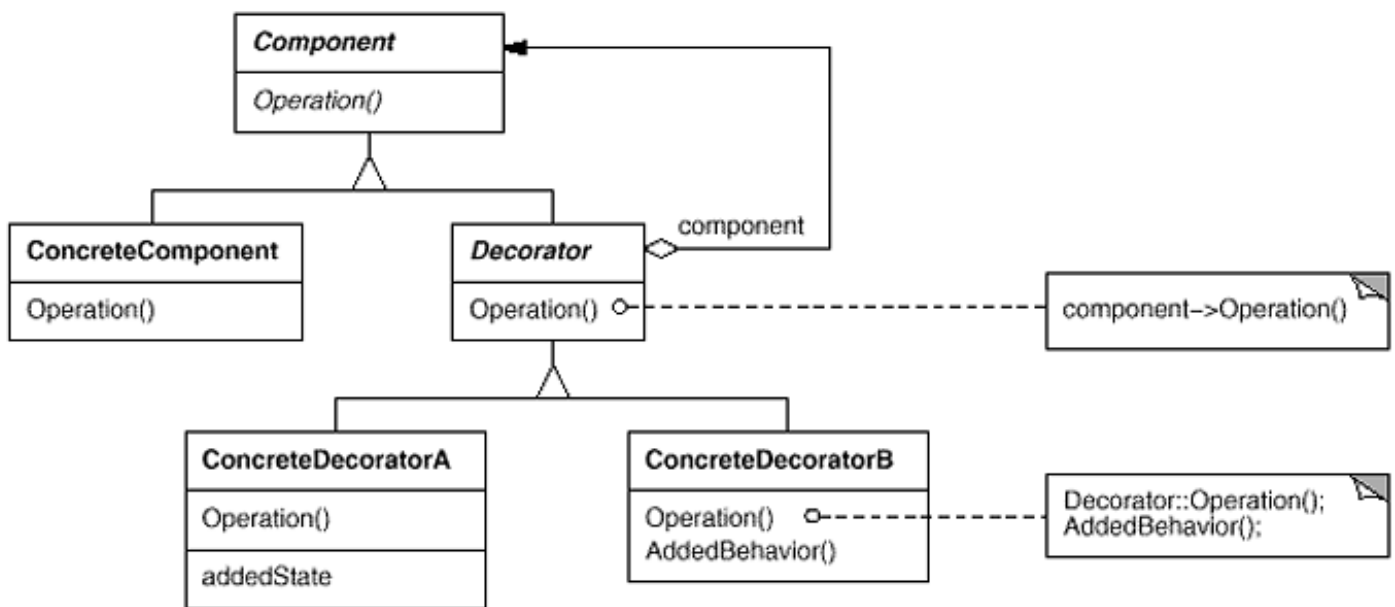 Component
Operation()
component
ConcreteComponent
Operation()
Decorator
Operation()
component->Operation()
ConcreteDecoratorA
Operation()
addedState
ConcreteDecoratorB
Operation()
AddedBehavior()
Decorator::Operation();
AddedBehavior();